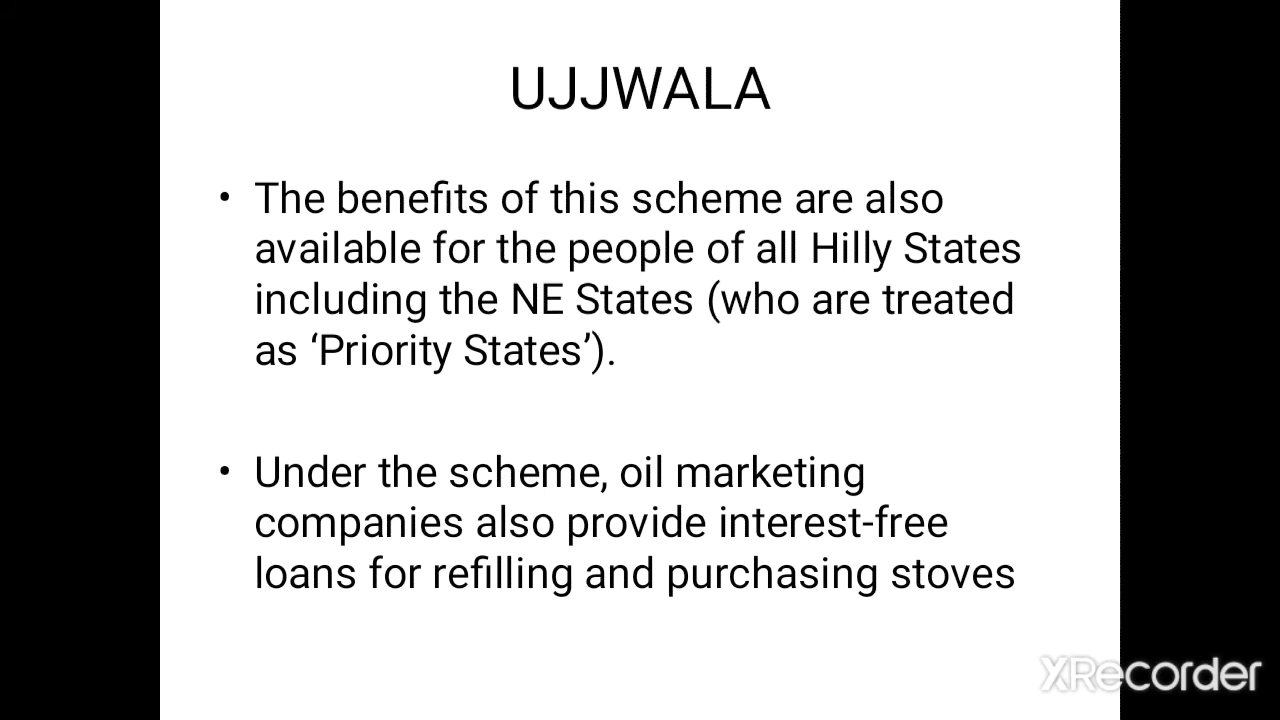 UJJWALA
• The benefits of this scheme are also
available for the people of all Hilly States
including the NE States (who are treated
as ‘Priority States’).
• Under the scheme, oil marketing
companies also provide interest-free
loans for refilling and purchasing stoves
XRecorder